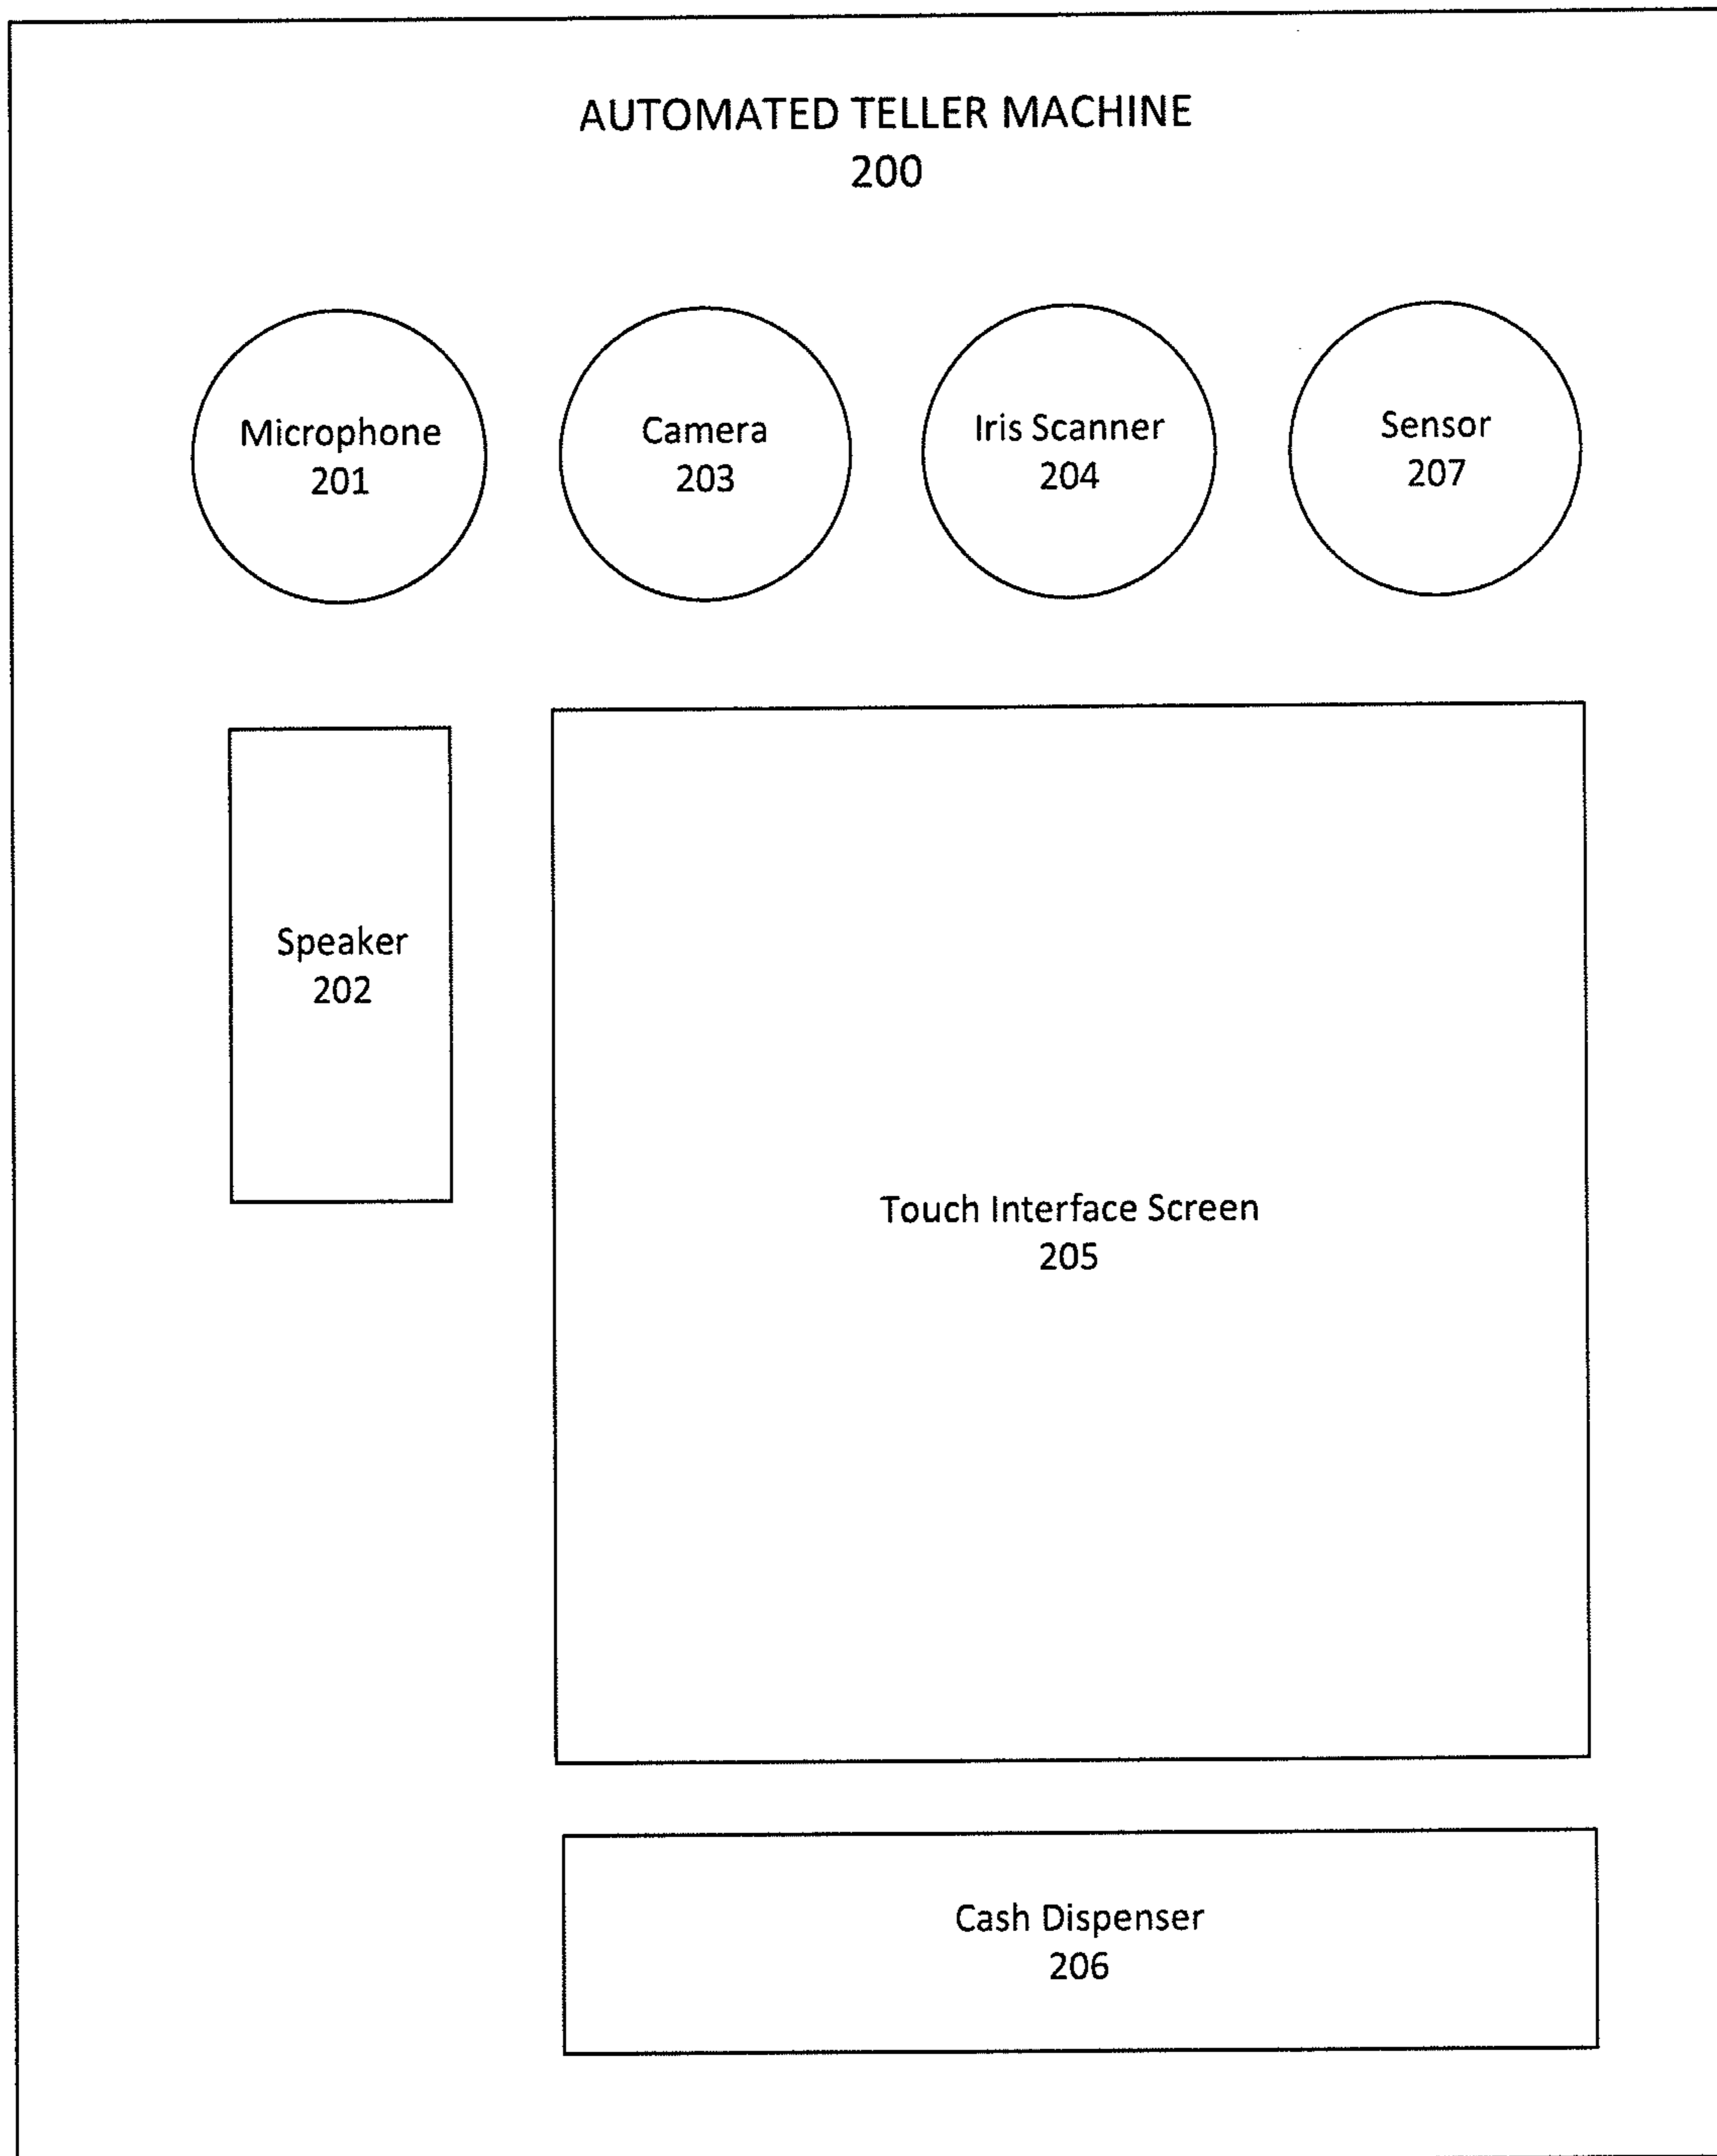 AUTOMATED TELLER MACHINE
200
Microphone
201
Camera
203
Iris Scanner
204
Sensor
207
Speaker
202
Touch Interface Screen
205
Cash Dispenser
206